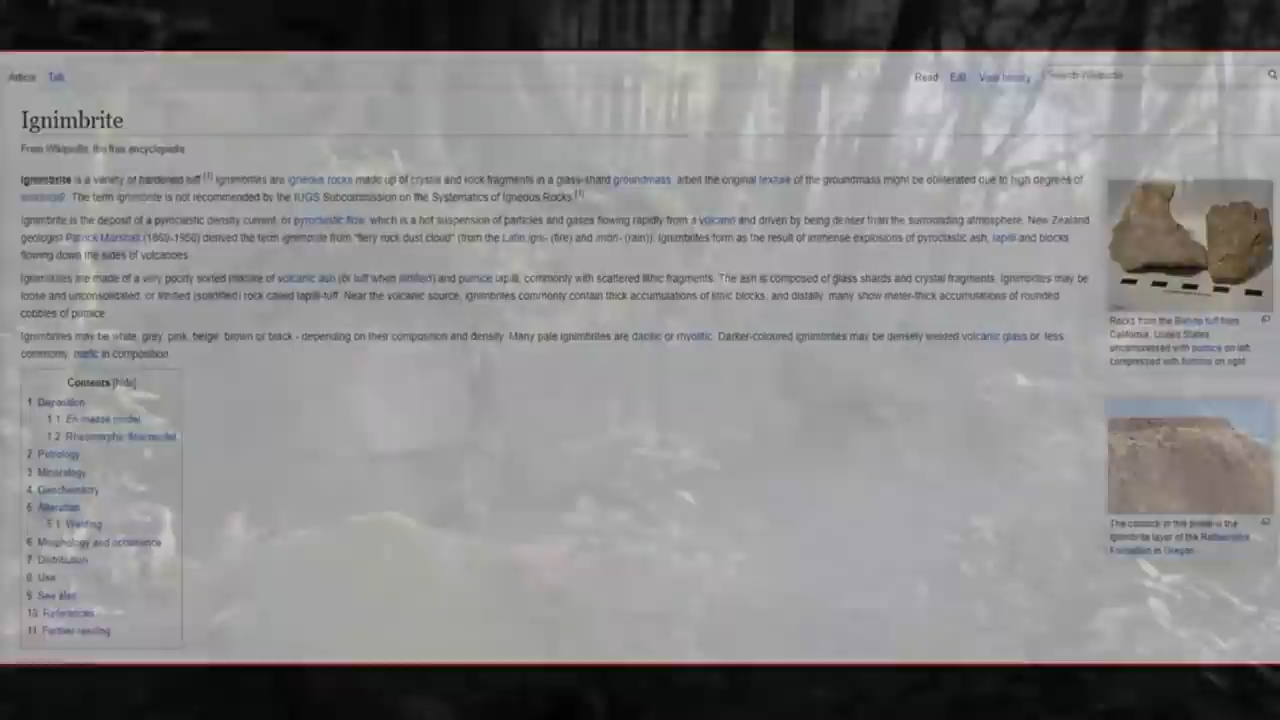 Article Talk
Read Edit View history Search Wikipedia
Ignimbrite
From Wikipedia, the free encyclopedia
Ignimbrite is a variety of hardened tuff.[1] Ignimbrites are igneous rocks made up of crystal and rock fragments in a glass-shard groundmass, albeit the original texture of the groundmass might be obliterated due to high degrees of
welding. The term ignimbrite is not recommended by the IUGS Subcommission on the Systematics of Igneous Rocks.[1]
Ignimbrite is the deposit of a pyroclastic density current, or pyroclastic flow, which is a hot suspension of particles and gases flowing rapidly from a volcano and driven by being denser than the surrounding atmosphere. New Zealand
geologist Patrick Marshall (1869-1950) derived the term ignimbrite from "fiery rock dust cloud" (from the Latin igni- (fire) and imbri- (rain)). Ignimbrites form as the result of immense explosions of pyroclastic ash, lapilli and blocks
flowing down the sides of volcanoes.
Ignimbrites are made of a very poorly sorted mixture of volcanic ash (or tuff when lithified) and pumice lapilli, commonly with scattered lithic fragments. The ash is composed of glass shards and crystal fragments. Ignimbrites may be
loose and unconsolidated, or lithified (solidified) rock called lapilli-tuff. Near the volcanic source, ignimbrites commonly contain thick accumulations of lithic blocks, and distally, many show meter-thick accumulations of rounded
cobbles of pumice.
Ignimbrites may be white, grey, pink, beige, brown or black - depending on their composition and density. Many pale ignimbrites are dacitic or rhyolitic. Darker-coloured ignimbrites may be densely welded volcanic glass or, less
commonly, mafic in composition.
Rocks from the Bishop tuff from
California, United States
uncompressed with pumice on left
compressed with fiamme on right
Contents [hide]
1 Deposition
1.1 En masse model
1.2 Rheomorphic flow model
2 Petrology
3 Mineralogy
4 Geochemistry
5 Alteration
5.1 Welding
6 Morphology and occurrence
7 Distribution
8 Use
9 See also
10 References
11 Further reading
The caprock in this photo is the
ignimbrite layer of the Rattlesnake
Formation in Oregon